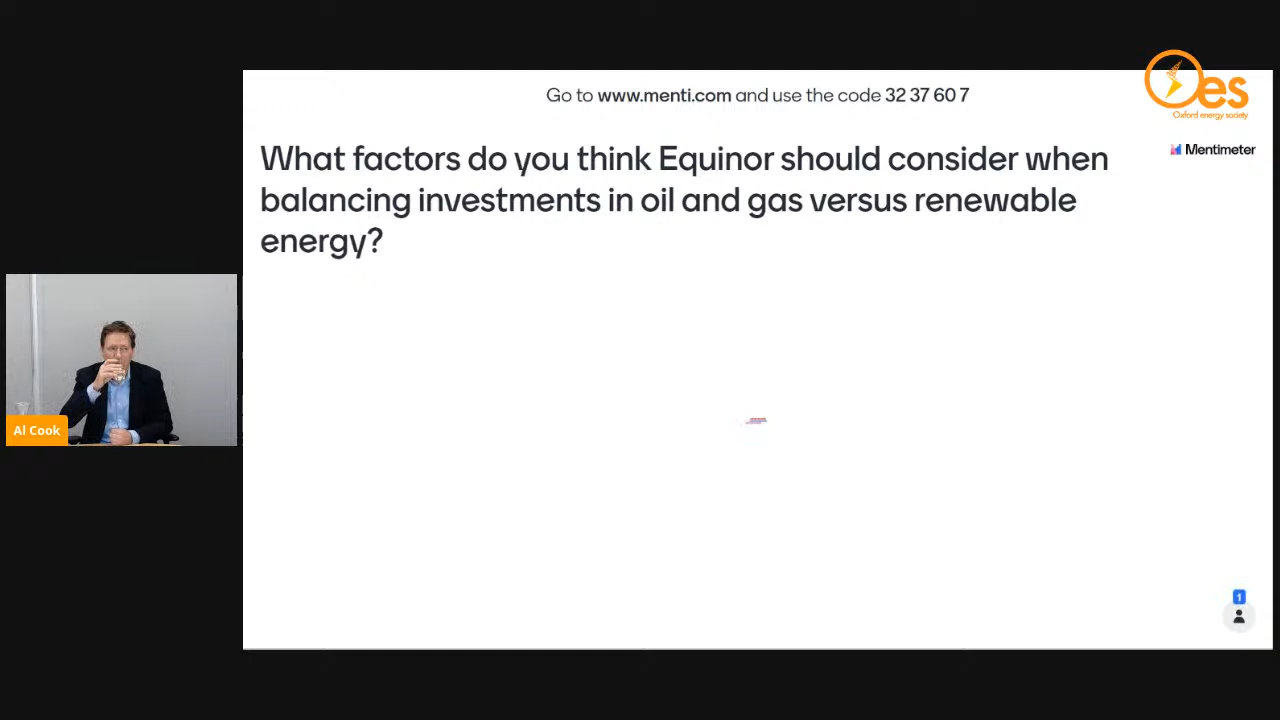 Go to www.menti.com and use the code 32 37 60 7
Oes
Oxford energy society
Mentimeter
What factors do you think Equinor should consider when
balancing investments in oil and gas versus renewable
energy?
Al Cook
1